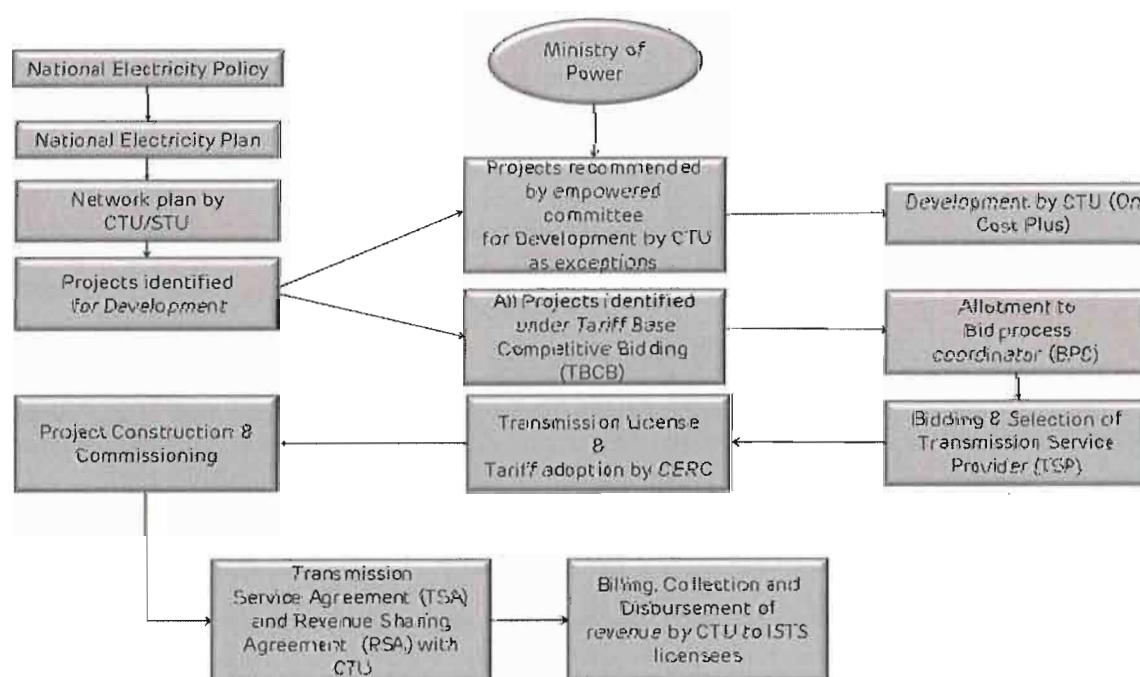 National Electricity Policy
National Electricity Plan
Network plan by
CTU/STU
Projects identified
for Development
Ministry of
Power
Projects recommended
by empowered
committee
for Development by CTU
as exceptions
Development by CTU (On
Cost Plus)
All Projects identified
under Tariff Base
Competitive Bidding
(TBCB)
Allotment to
Bid process
coordinator (BPC)
Bidding & Selection of
Transmission Service
Provider (TSP)
Transmission License
&
Tariff adoption by CERC
Project Construction &
Commissioning
Transmission
Service Agreement (TSA)
and Revenue Sharing
Agreement (RSA) with
CTU
Billing, Collection and
Disbursement of
revenue by CTU to ISTS
licensees